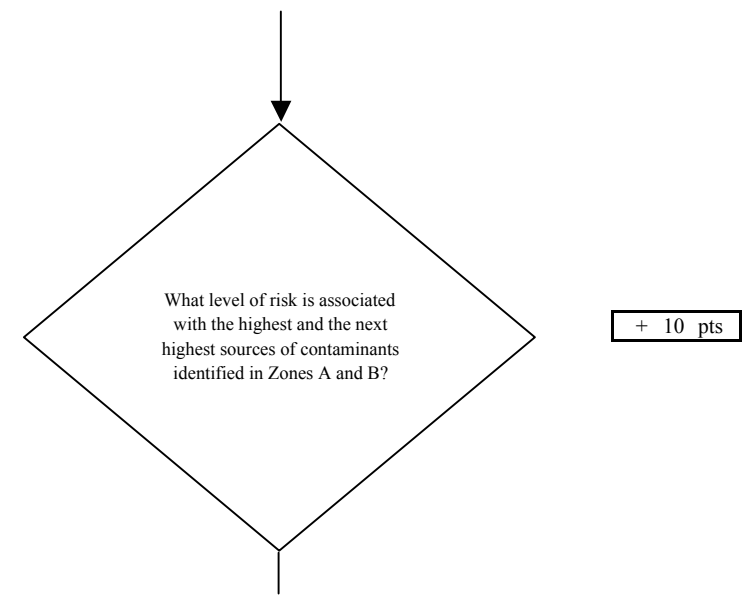 What level of risk is associated
with the highest and the next
highest sources of contaminants
identified in Zones A and B?
+ 10 pts